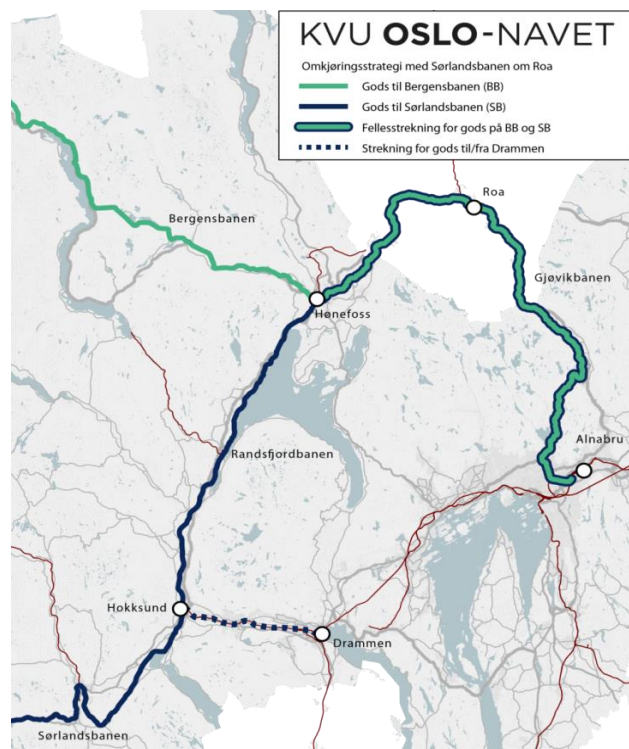 KVU OSLO-NAVET
Omkjøringsstrategi med Sørlandsbanen om Roa
Gods til Bergensbanen (BB)
Gods til Sørlandsbanen (SB)
Fellesstrekning for gods på BB og SB
Strekning for gods til/fra Drammen
Roa
Bergensbanen
Gjøvikbanen
Hønefoss
Alnabru
Randsfjordbanen
Hokksund
Drammen
Sørlandsbanen